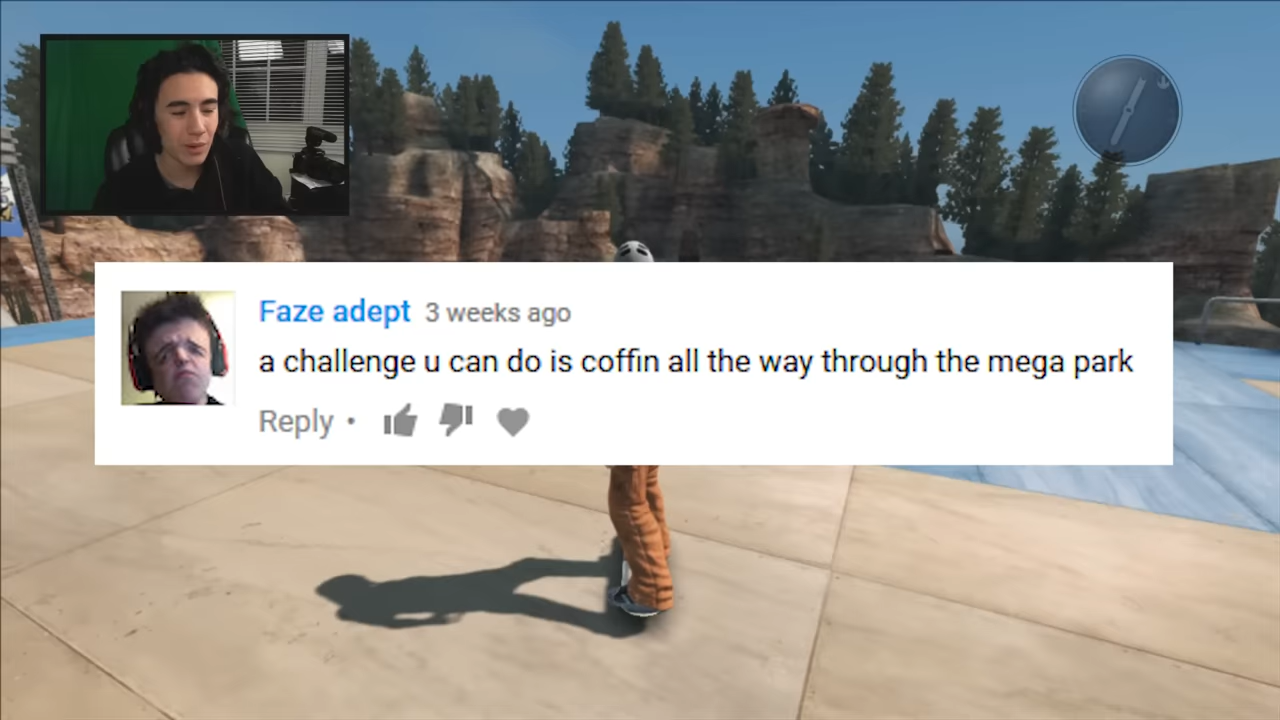 Faze adept 3 weeks ago
a challenge u can do is coffin all the way through the mega park
Reply •